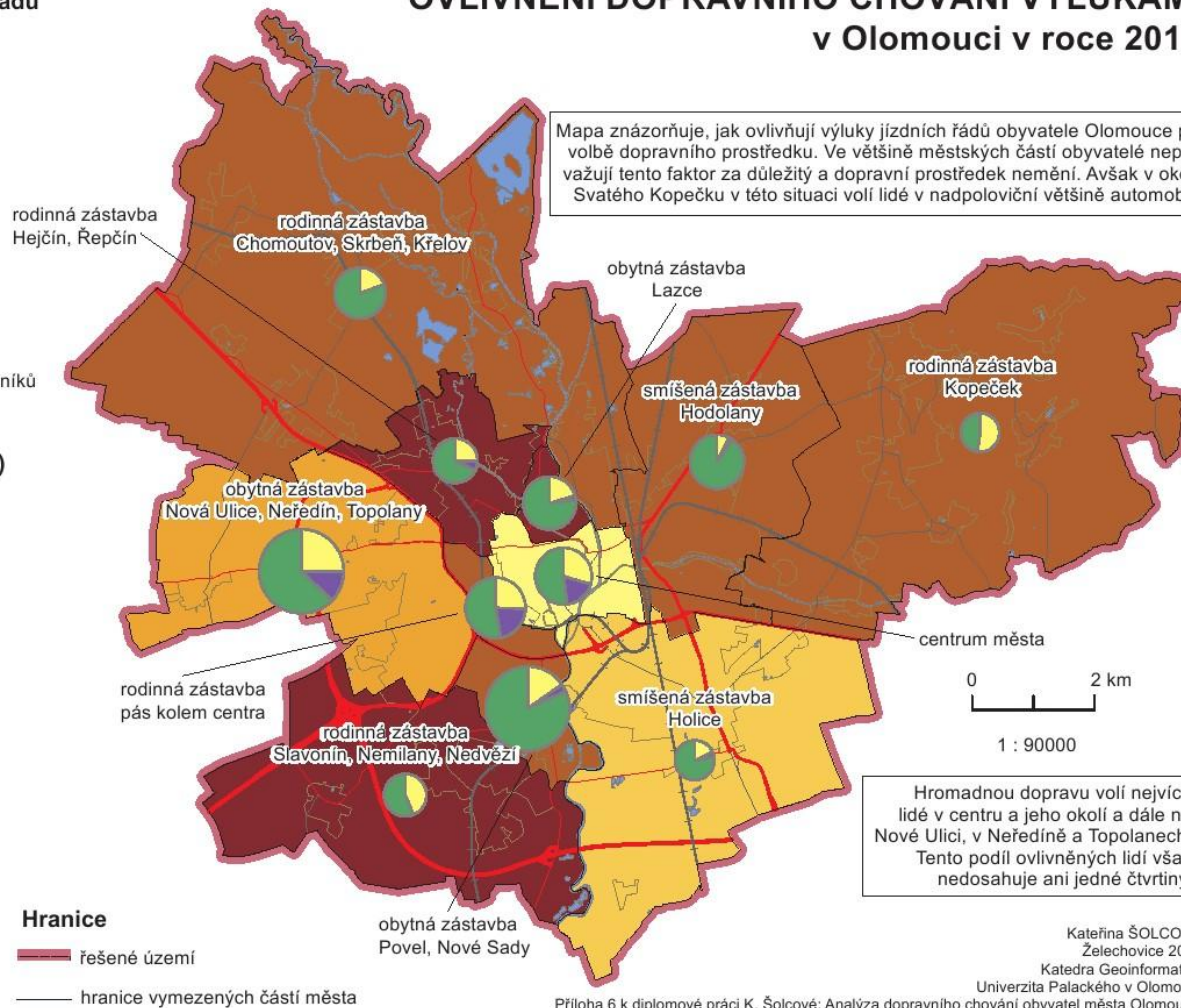 OVLIVNĚNÍ DOPRAVNÍHO CHOVÁNÍ VÝLUKAM
v Olomouci v roce 201
Mapa znázorňuje, jak ovlivňují výluky jízdních řádů obyvatele Olomouce p
volbě dopravního prostředku. Ve většině městských částí obyvatelé nep
važují tento faktor za důležitý a dopravní prostředek nemění. Avšak v oko
Svatého Kopečku v této situaci volí lidé v nadpoloviční většině automob
rodinná zástavba
Hejčín, Řepčín
rodinná zástavba
Chomoutov, Skrbeň, Křelov
obytná zástavba
Lazce
níků
)
smíšená zástavba
Hodolany
rodinná zástavba
Kopeček
obytná zástavba
Nová Ulice, Neředín, Topolany
centrum města
rodinná zástavba
pás kolem centra
0 2 km
1 : 90000
smíšená zástavba
Holice
rodinná zástavba
Slavonín, Nemilany, Nedvězí
Hromadnou dopravu volí nejvíc
lidé v centru a jeho okolí a dále n
Nové Ulici, v Neředíně a Topolanech
Tento podíl ovlivněných lidí vša
nedosahuje ani jedné čtvrtiny
obytná zástavba
Povel, Nové Sady
Hranice
řešené území
hranice vymezených částí města
Kateřina ŠOLCO
Želechovice 20
Katedra Geoinformat
Univerzita Palackého v Olomo
Příloha 6 k diplomové práci K. Šolcové: Analýza dopravního chování obyvatel města Olomou